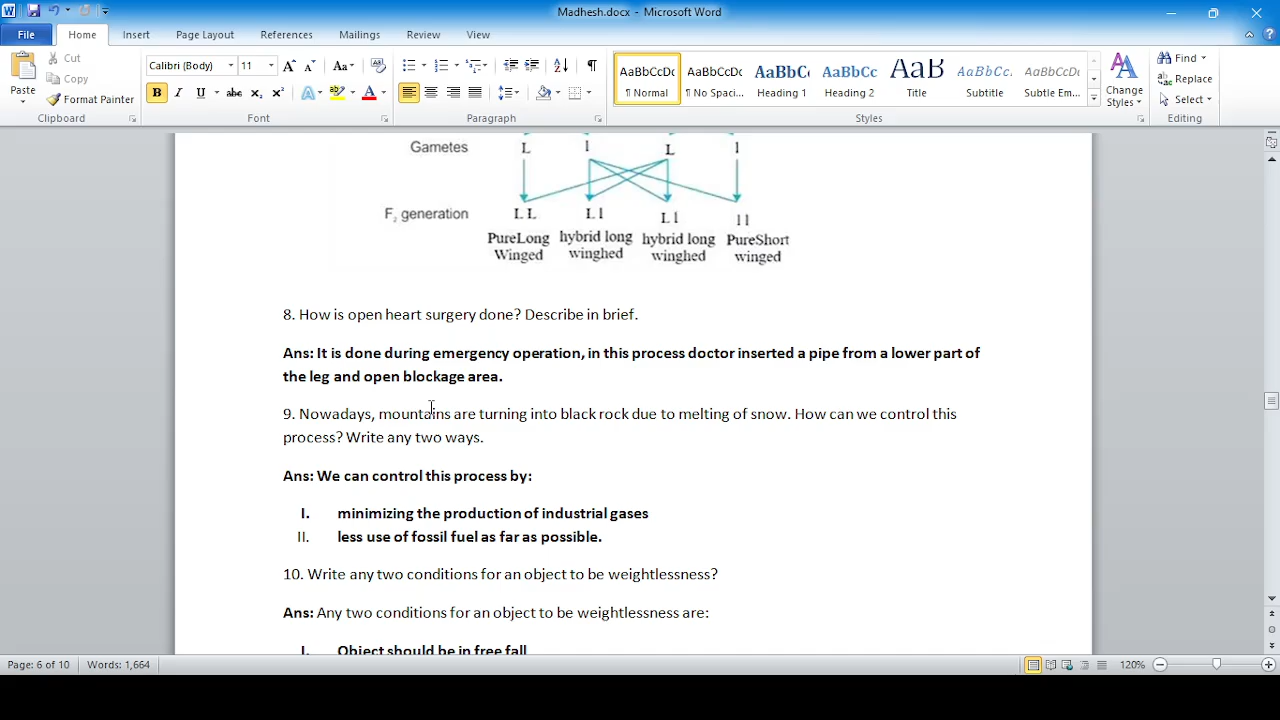 Madhesh.docx - Microsoft Word
File Home Insert Page Layout References Mailings Review View
Paste
Cut
Copy
Format Painter
Clipboard
Calibri (Body) 11
Font
Paragraph
AaBbCcDc AaBbCcDc AaBbC AaBbCc AaB AaBbCc. AaBbCcDc
¶ Normal ¶ No Spaci... Heading 1 Heading 2 Title Subtitle Subtle Em...
Styles
Change Styles
Find
Replace
Select
Editing
Gametes L l L l
F2 generation L L L l L l l l
PureLong hybrid long hybrid long PureShort
Winged winghed winghed winged
8. How is open heart surgery done? Describe in brief.
Ans: It is done during emergency operation, in this process doctor inserted a pipe from a lower part of
the leg and open blockage area.
9. Nowadays, mountains are turning into black rock due to melting of snow. How can we control this
process? Write any two ways.
Ans: We can control this process by:
I. minimizing the production of industrial gases
II. less use of fossil fuel as far as possible.
10. Write any two conditions for an object to be weightlessness?
Ans: Any two conditions for an object to be weightlessness are:
I. Object should be in free fall
Page: 6 of 10 Words: 1,664 120%